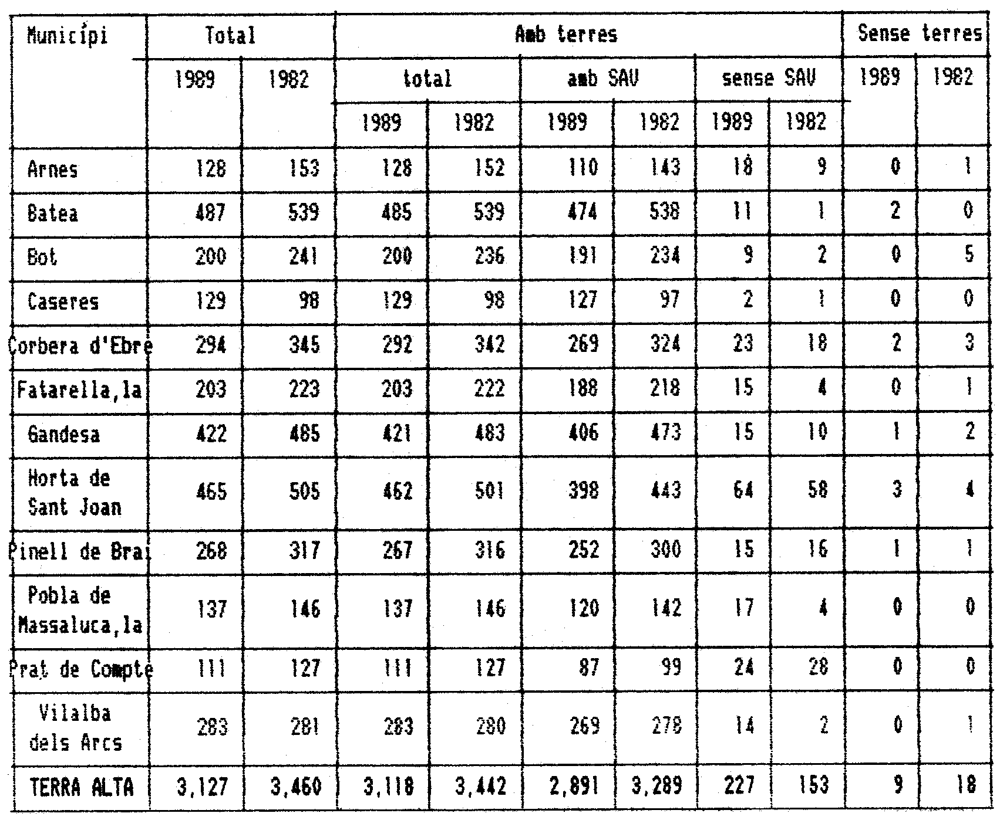 Municípi Total Amb terres Sense terres
1989 1982 total amb SAU sense SAU 1989 1982
1989 1982 1989 1982 1989 1982
Arnes 128 153 128 152 110 143 18 9 0 1
Batea 487 539 485 539 474 538 11 1 2 0
Bot 200 241 200 236 191 234 9 2 0 5
Caseres 129 98 129 98 127 97 2 1 0 0
Corbera d'Ebre 294 345 292 342 269 324 23 18 2 3
Fatarella,la 203 223 203 222 188 218 15 4 0 1
Gandesa 422 485 421 483 406 473 15 10 1 2
Horta de
Sant Joan 465 505 462 501 398 443 64 58 3 4
Pinell de Brai 268 317 267 316 252 300 15 16 1 1
Pobla de
Massaluca,la 137 146 137 146 120 142 17 4 0 0
Prat de Compte 111 127 111 127 87 99 24 28 0 0
Vilalba
dels Arcs 283 281 283 280 269 278 14 2 0 1
TERRA ALTA 3,127 3,460 3,118 3,442 2,891 3,289 227 153 9 18